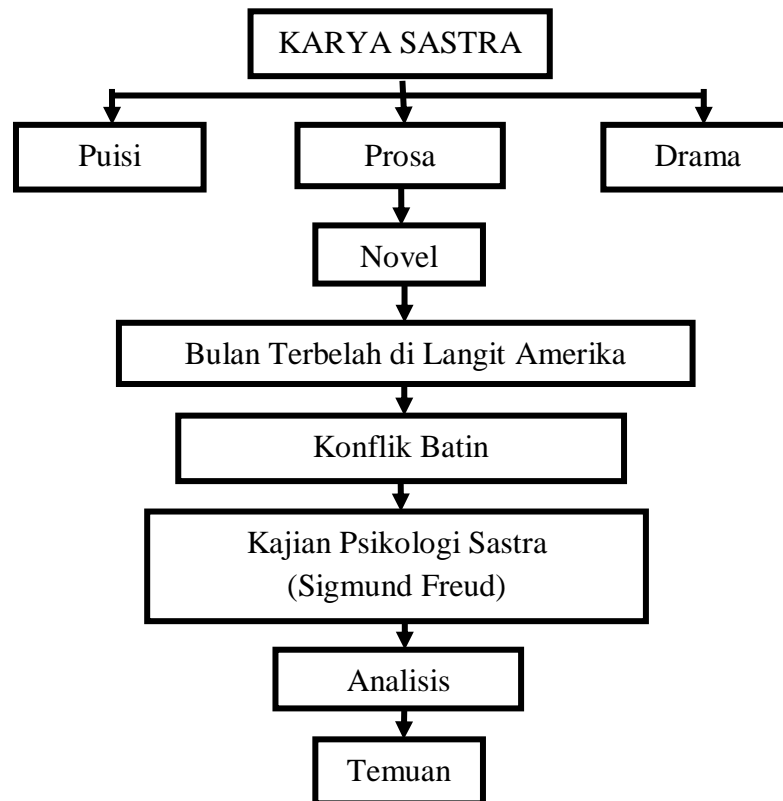 KARYA SASTRA
Puisi
Prosa
Drama
Novel
Bulan Terbelah di Langit Amerika
Konflik Batin
Kajian Psikologi Sastra
(Sigmund Freud)
Analisis
Temuan